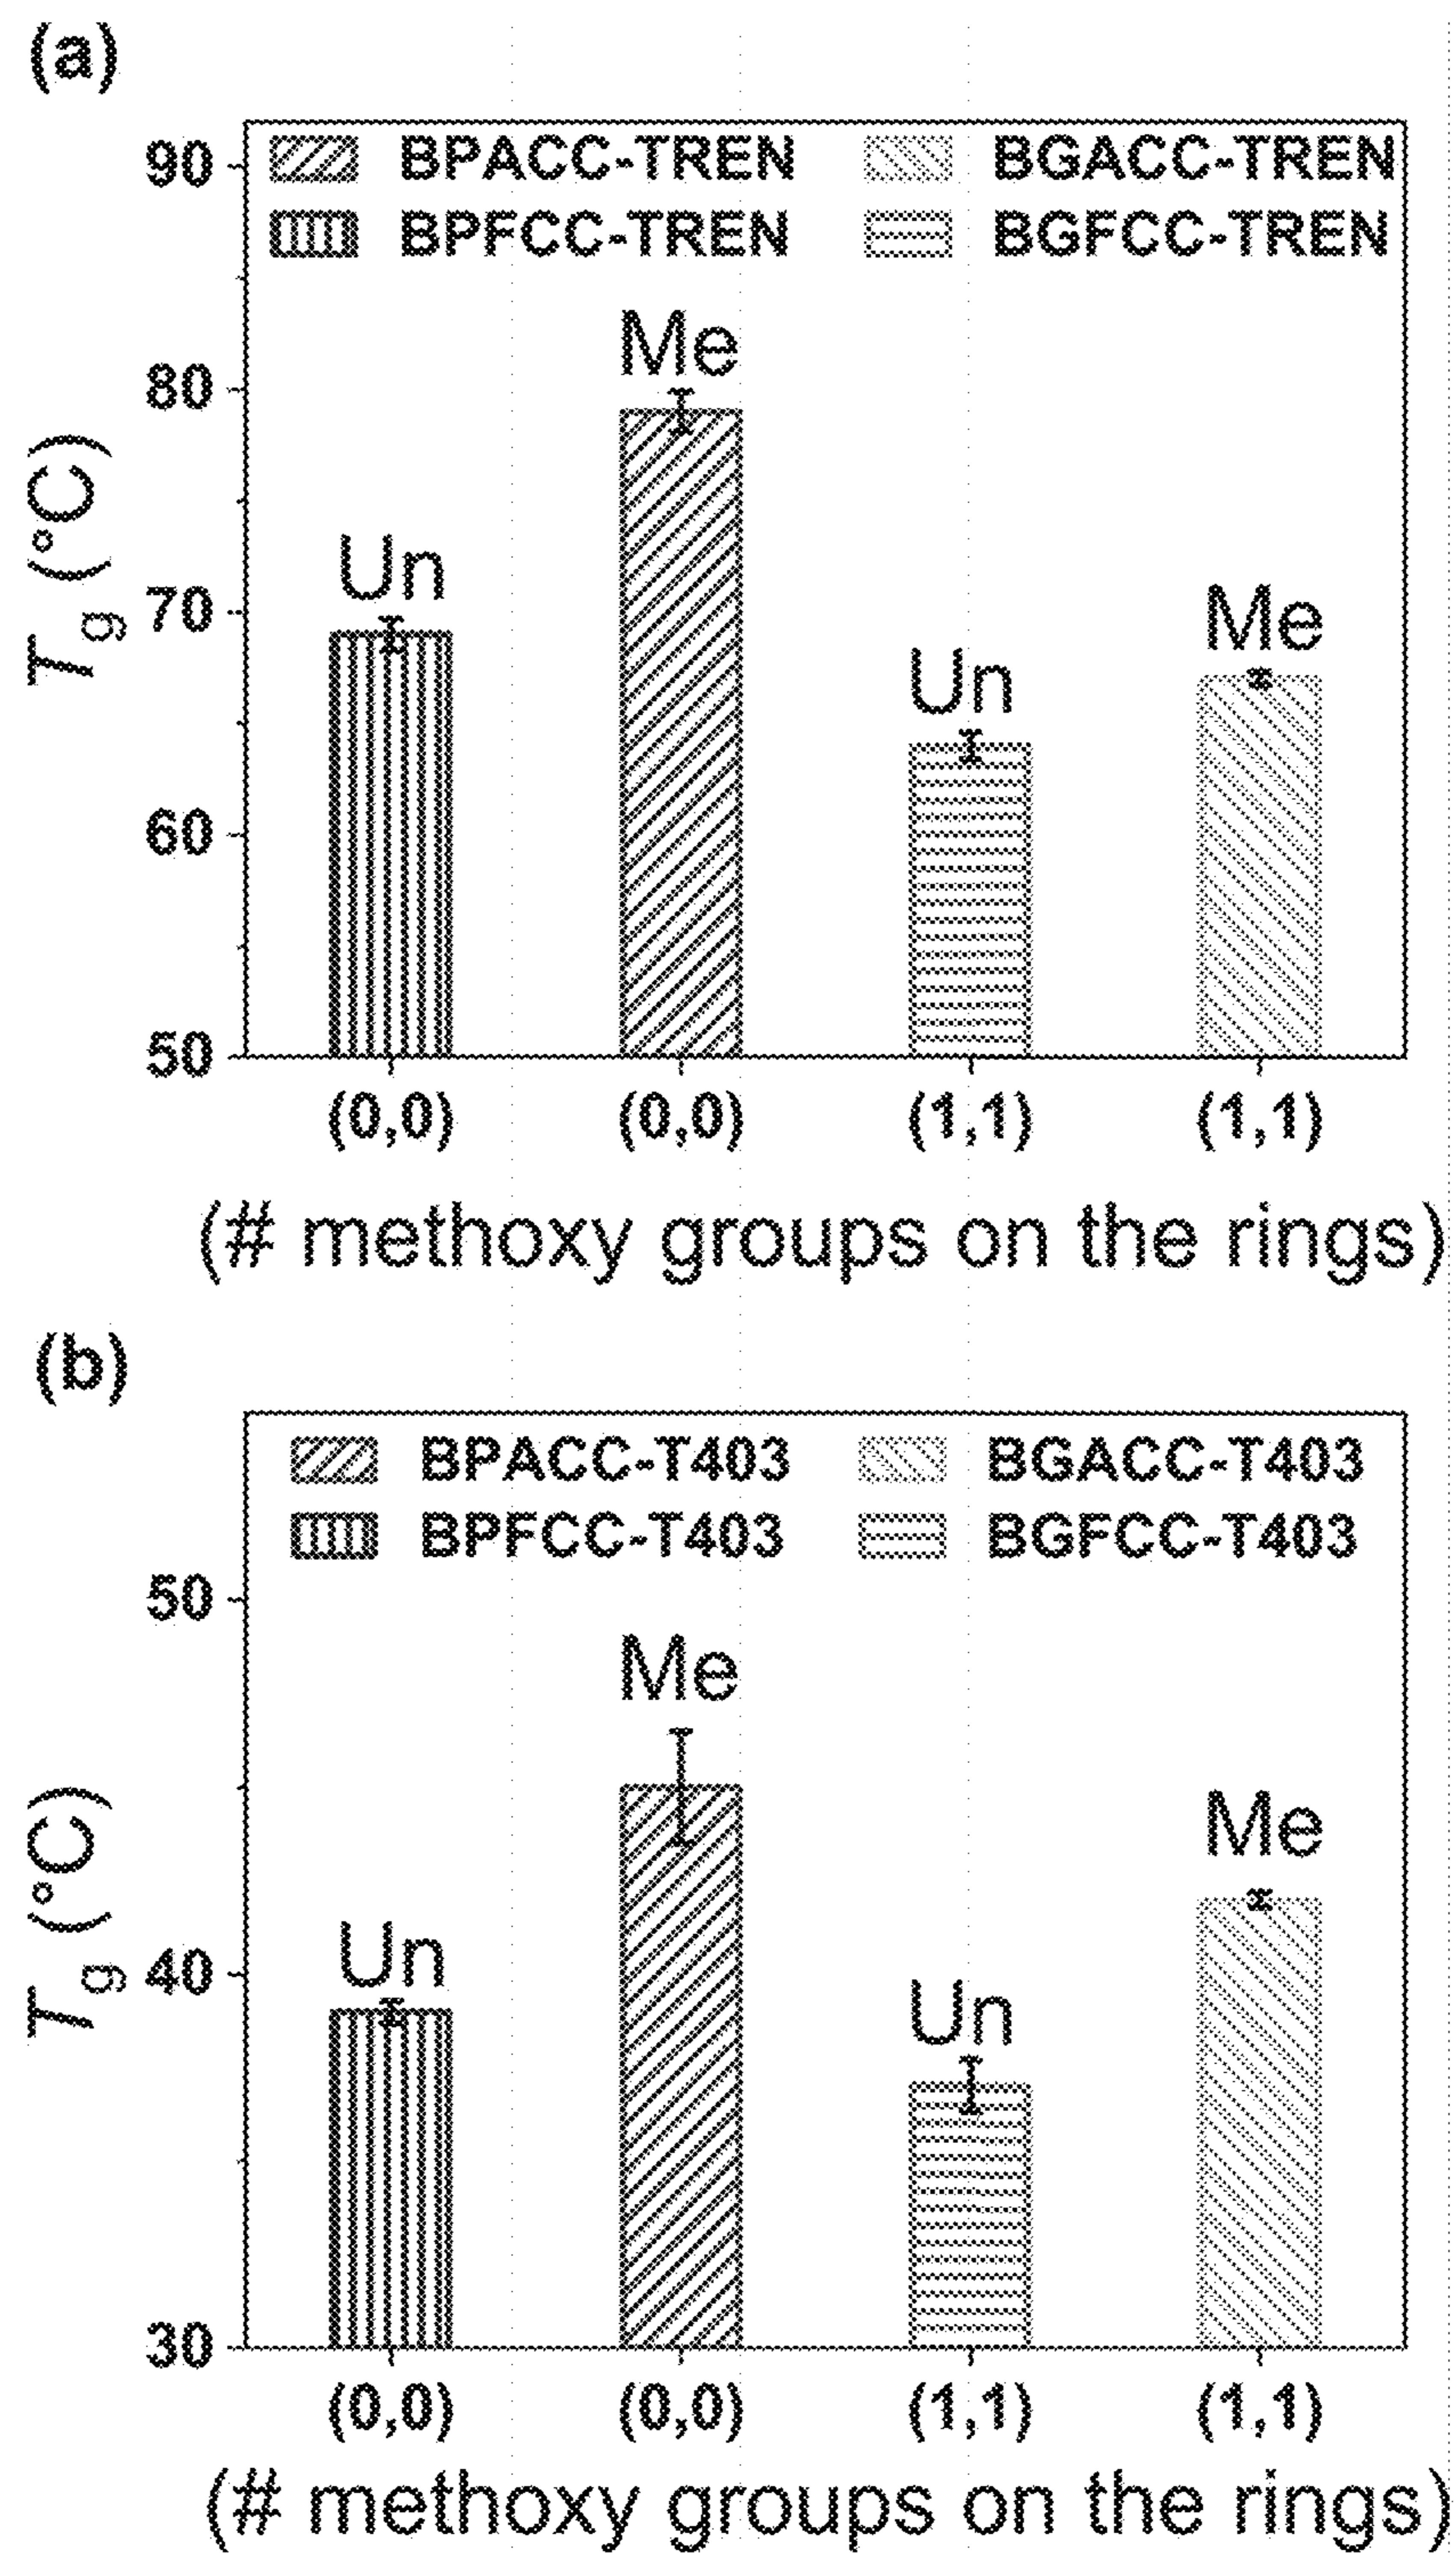 (a)
BPACC-TREN BGACC-TREN
BPFCC-TREN BGFCC-TREN
90
80
70
60
50
Tg (°C)
Un
Me
Un
Me
(0,0) (0,0) (1,1) (1,1)
(# methoxy groups on the rings)
(b)
BPACC-T403 BGACC-T403
BPFCC-T403 BGFCC-T403
50
40
30
Tg (°C)
Un
Me
Un
Me
(0,0) (0,0) (1,1) (1,1)
(# methoxy groups on the rings)